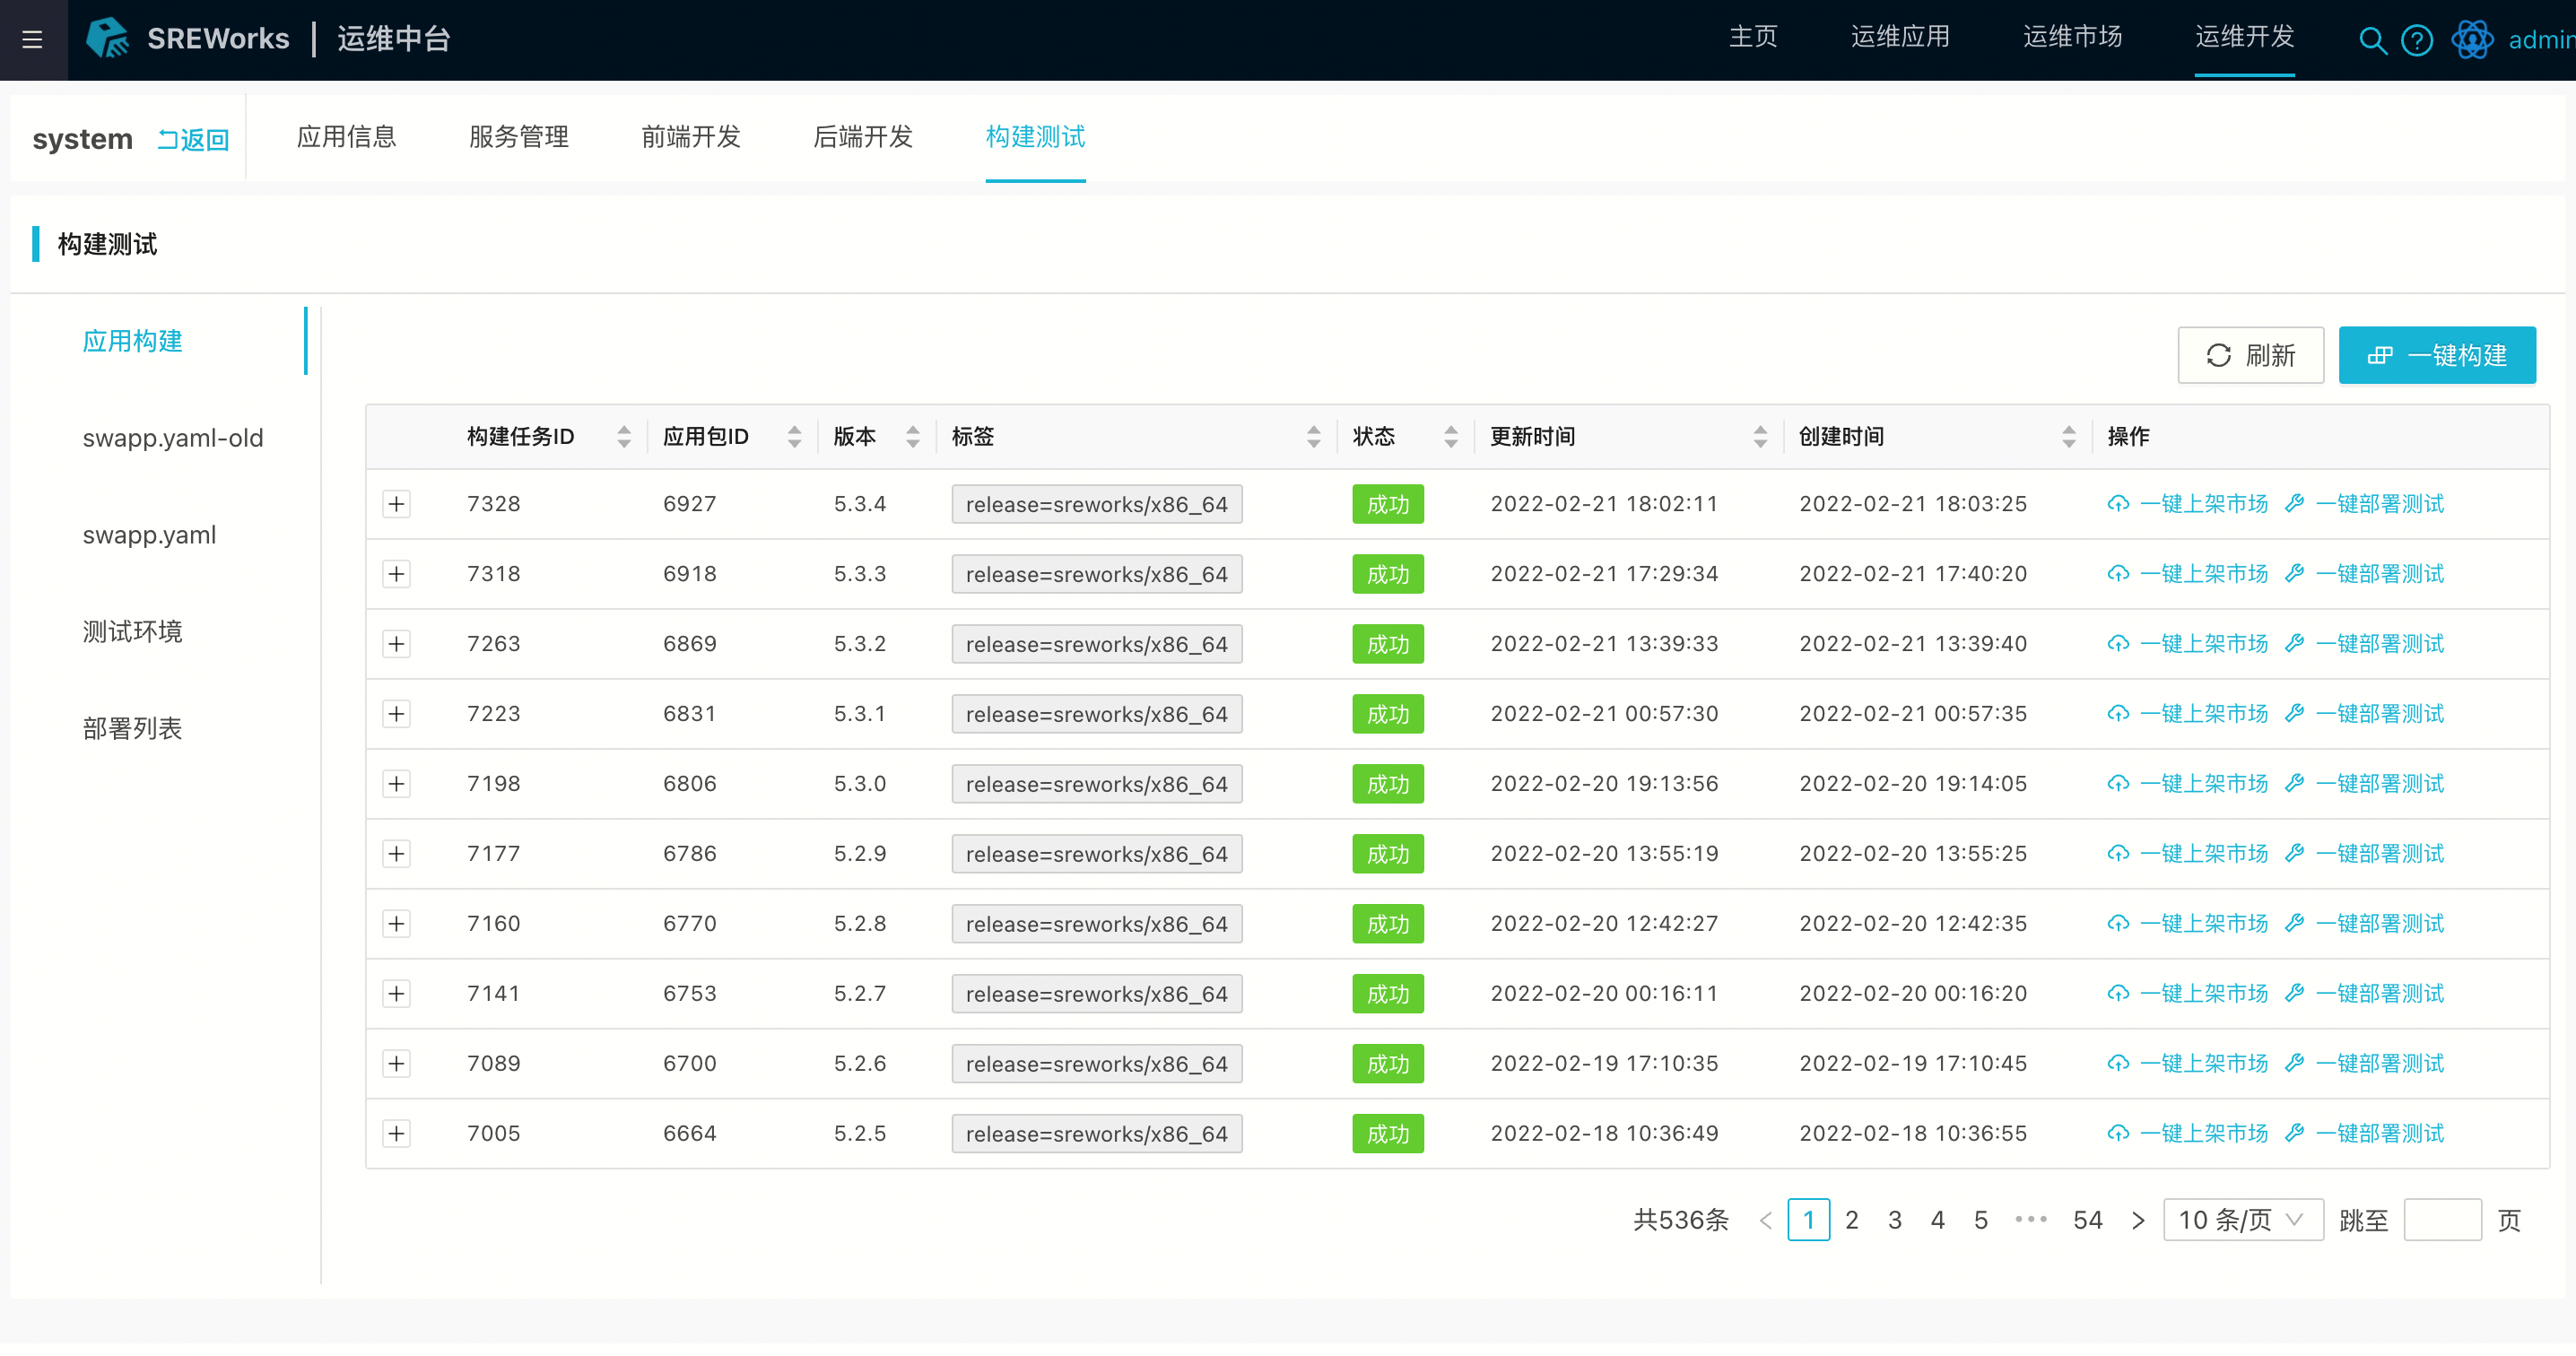 SREWorks | 运维中台 主页 运维应用 运维市场 运维开发 admin
system 返回 应用信息 服务管理 前端开发 后端开发 构建测试
构建测试
应用构建
swapp.yaml-old
swapp.yaml
测试环境
部署列表
刷新 一键构建
构建任务ID 应用包ID 版本 标签 状态 更新时间 创建时间 操作
7328 6927 5.3.4 release=sreworks/x86_64 成功 2022-02-21 18:02:11 2022-02-21 18:03:25 一键上架市场 一键部署测试
7318 6918 5.3.3 release=sreworks/x86_64 成功 2022-02-21 17:29:34 2022-02-21 17:40:20 一键上架市场 一键部署测试
7263 6869 5.3.2 release=sreworks/x86_64 成功 2022-02-21 13:39:33 2022-02-21 13:39:40 一键上架市场 一键部署测试
7223 6831 5.3.1 release=sreworks/x86_64 成功 2022-02-21 00:57:30 2022-02-21 00:57:35 一键上架市场 一键部署测试
7198 6806 5.3.0 release=sreworks/x86_64 成功 2022-02-20 19:13:56 2022-02-20 19:14:05 一键上架市场 一键部署测试
7177 6786 5.2.9 release=sreworks/x86_64 成功 2022-02-20 13:55:19 2022-02-20 13:55:25 一键上架市场 一键部署测试
7160 6770 5.2.8 release=sreworks/x86_64 成功 2022-02-20 12:42:27 2022-02-20 12:42:35 一键上架市场 一键部署测试
7141 6753 5.2.7 release=sreworks/x86_64 成功 2022-02-20 00:16:11 2022-02-20 00:16:20 一键上架市场 一键部署测试
7089 6700 5.2.6 release=sreworks/x86_64 成功 2022-02-19 17:10:35 2022-02-19 17:10:45 一键上架市场 一键部署测试
7005 6664 5.2.5 release=sreworks/x86_64 成功 2022-02-18 10:36:49 2022-02-18 10:36:55 一键上架市场 一键部署测试
共536条 < 1 2 3 4 5 ••• 54 > 10 条/页 跳至 页